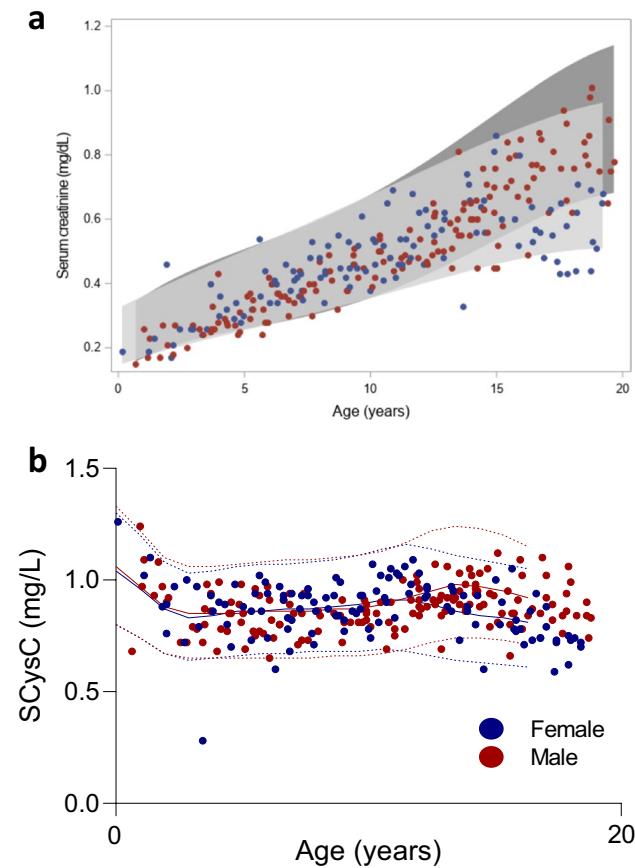 a
1.2
1.0
0.8
0.6
0.4
0.2
Serum creatinine (mg/dL)
0 5 10 15 20
Age (years)
b
1.5
1.0
0.5
0.0
SCysC (mg/L)
Female
Male
0 20
Age (years)